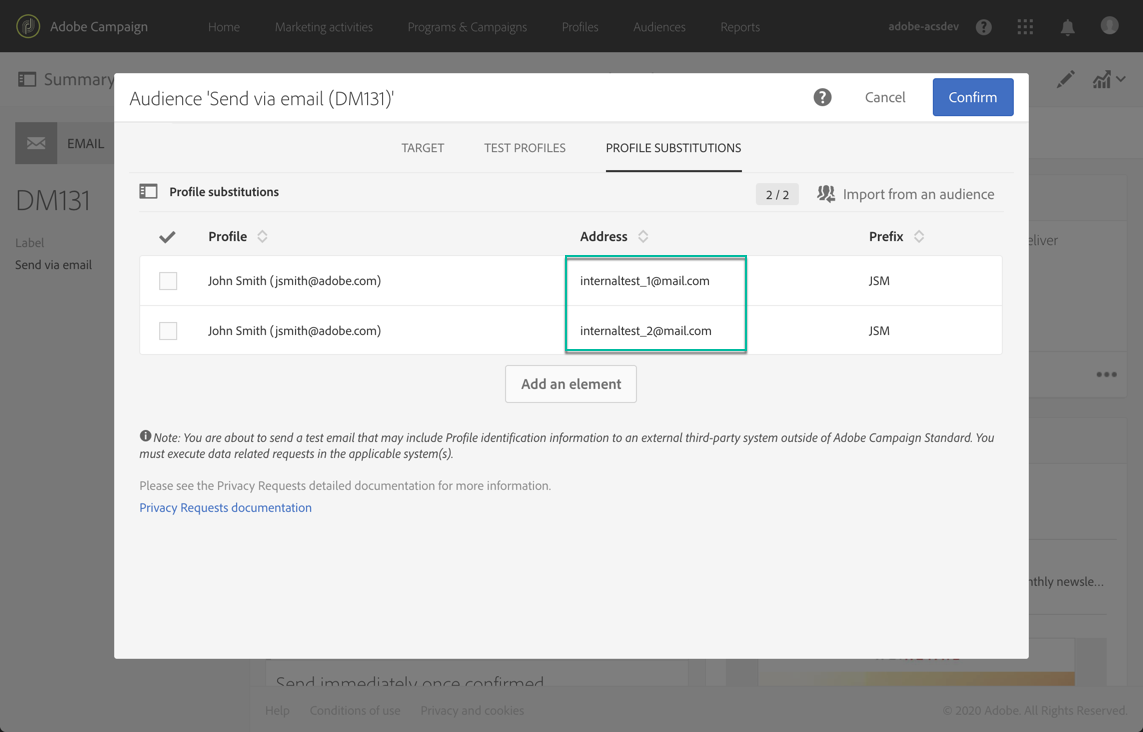 Adobe Campaign Home Marketing activities Programs & Campaigns Profiles Audiences Reports adobe-acsdev ?
Summary
Audience 'Send via email (DM131)' ? Cancel Confirm
EMAIL
TARGET TEST PROFILES PROFILE SUBSTITUTIONS
DM131
Profile substitutions 2 / 2 Import from an audience
Label
Send via email
Profile Address Prefix
eliver
John Smith (jsmith@adobe.com) internaltest_1@mail.com JSM
John Smith (jsmith@adobe.com) internaltest_2@mail.com JSM
Add an element
Note: You are about to send a test email that may include Profile identification information to an external third-party system outside of Adobe Campaign Standard. You
must execute data related requests in the applicable system(s).
Please see the Privacy Requests detailed documentation for more information.
Privacy Requests documentation
nthly newsle...
Send immediately once confirmed
Help Conditions of use Privacy and cookies © 2020 Adobe. All Rights Reserved.